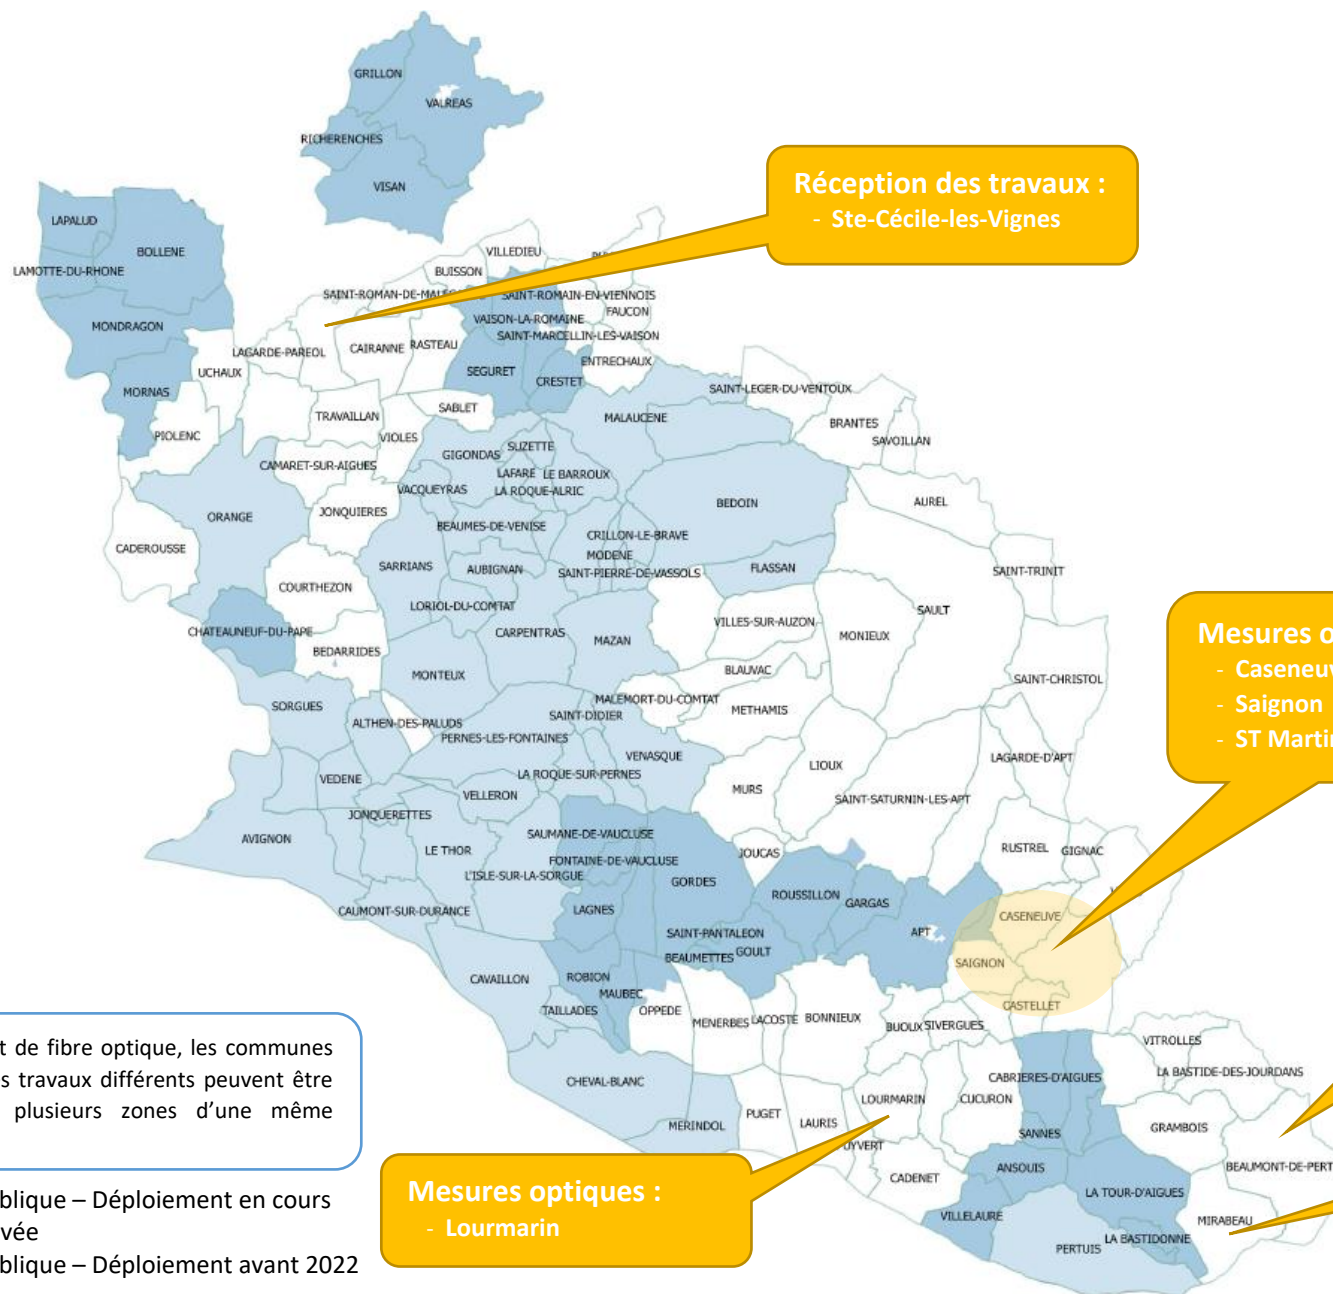 GRILLON
VALREAS
RICHERENCHES
VISAN
Réception des travaux :
- Ste-Cécile-les-Vignes
LAPALUD
BOLLENE
LAMOTTE-DU-RHONE
MONDRAGON
MORNAS
VILLEDIEU
BUISSON
SAINT-ROMAN-DE-MALEGARDE
SAINT-ROMAIN-EN-VIENNOIS
FAUCON
VAISON-LA-ROMAINE
SAINT-MARCELLIN-LES-VAISON
LAGARDE-PAREOL
CAIRANNE
RASTEAU
ENTRECHAUX
UCHAUX
SEGURET
CRESTET
SAINT-LEGER-DU-VENTOUX
TRAVAILLAN
SABLET
MALAUCENE
BRANTES
SAVOILLAN
PIOLENC
VIOLES
GIGONDAS
SUZETTE
CAMARET-SUR-AIGUES
LAFARE
LE BARROUX
VACQUEYRAS
LA ROQUE-ALRIC
ORANGE
JONQUIERES
BEDOIN
AUREL
BEAUMES-DE-VENISE
CRILLON-LE-BRAVE
CADEROUSSE
MODENE
SARRIANS
AUBIGNAN
SAINT-PIERRE-DE-VASSOLS
FLASSAN
SAINT-TRINIT
COURTHEZON
LORIOL-DU-COMTAT
SAULT
CHATEAUNEUF-DU-PAPE
CARPENTRAS
MAZAN
VILLES-SUR-AUZON
MONIEUX
BEDARRIDES
MONTEUX
BLAUVAC
SAINT-CHRISTOL
Mesures o
- Caseneuv
- Saignon
- ST Martin
SORGUES
MALEMORT-DU-COMTAT
ALTHEN-DES-PALUDS
SAINT-DIDIER
METHAMIS
PERNES-LES-FONTAINES
VENASQUE
LIOUX
LAGARDE-D'APT
VEDENE
LA ROQUE-SUR-PERNES
VELLERON
MURS
SAINT-SATURNIN-LES-APT
JONQUERETTES
AVIGNON
SAUMANE-DE-VAUCLUSE
LE THOR
FONTAINE-DE-VAUCLUSE
JOUCAS
RUSTREL
GIGNAC
L'ISLE-SUR-LA-SORGUE
GORDES
ROUSSILLON
GARGAS
CAUMONT-SUR-DURANCE
LAGNES
CASENEUVE
SAINT-PANTALEON
APT
BEAUMETTES
GOULT
SAIGNON
CAVAILLON
ROBION
MAUBEC
TAILLADES
OPPEDE
MENERBES
LACOSTE
BONNIEUX
CASTELLET
BUOUX
SIVERGUES
VITROLLES
CHEVAL-BLANC
CABRIERES-D'AIGUES
LA BASTIDE-DES-JOURDANS
LOURMARIN
CUCURON
MERINDOL
PUGET
LAURIS
SANNES
GRAMBOIS
UYVERT
ANSOUIS
BEAUMONT-DE-PERT
CADENET
LA TOUR-D'AIGUES
VILLELAURE
MIRABEAU
LA BASTIDONNE
PERTUIS
t de fibre optique, les communes
s travaux différents peuvent être
plusieurs zones d'une même
blique – Déploiement en cours
vée
blique – Déploiement avant 2022
Mesures optiques :
- Lourmarin